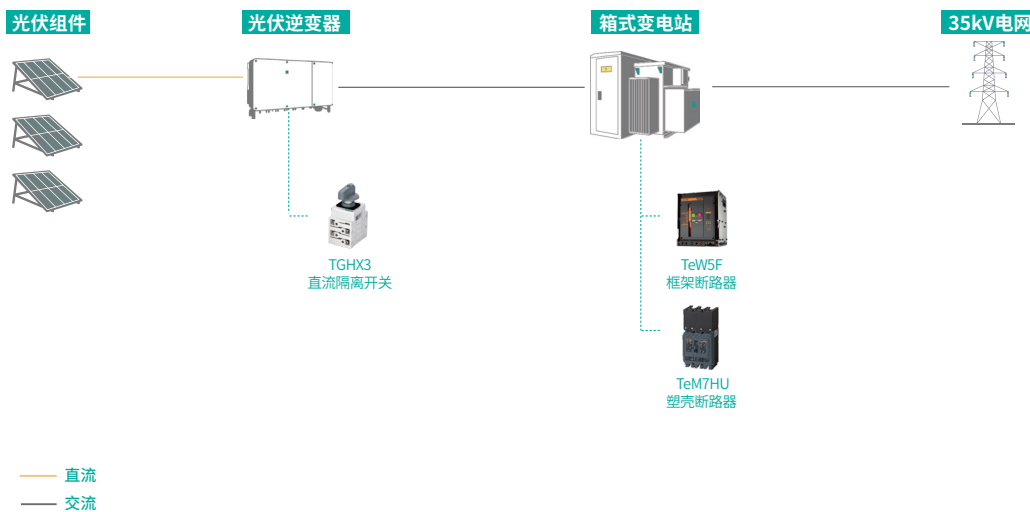 光伏组件
光伏逆变器
箱式变电站
35kV电网
TGHX3
直流隔离开关
TeW5F
框架断路器
TeM7HU
塑壳断路器
直流
交流